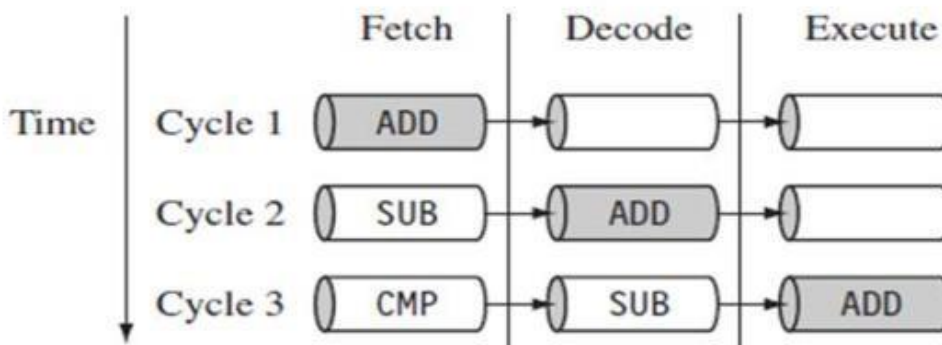 Fetch Decode Execute
Time Cycle 1 ADD
Cycle 2 SUB ADD
Cycle 3 CMP SUB ADD